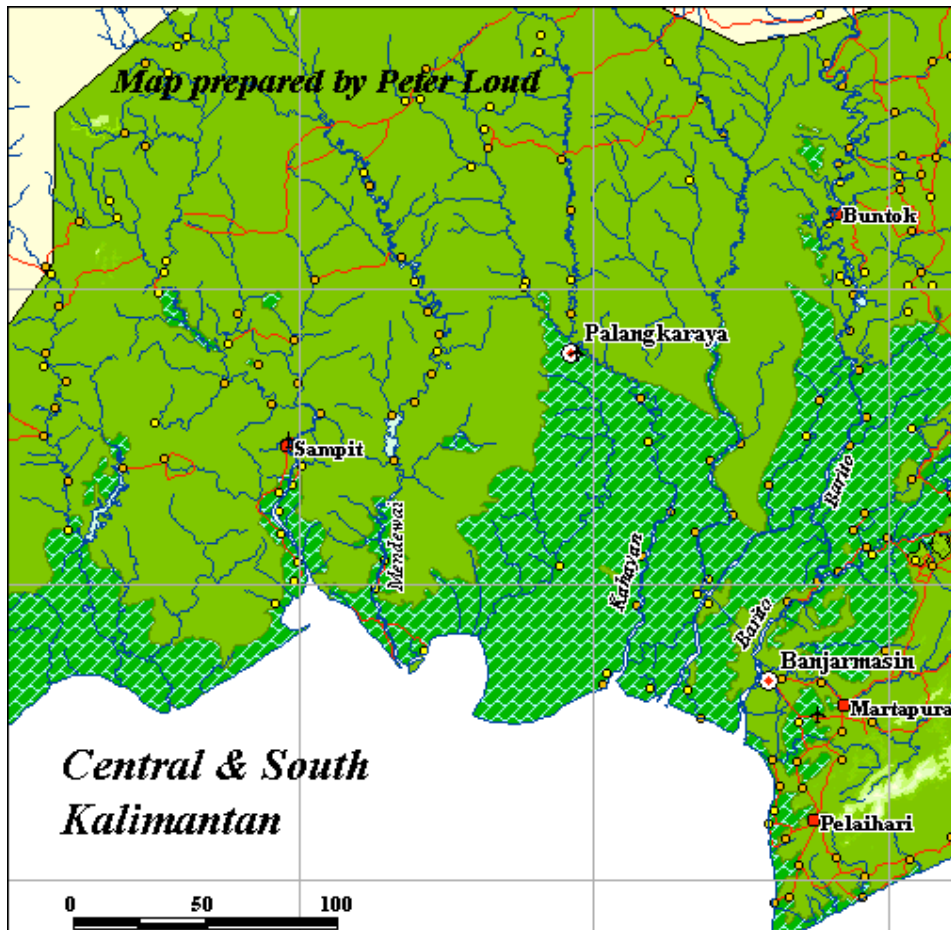 Map prepared by Peter Loud
Buntok
Palangkaraya
Sampit
Barito
Mendewai
Kahayan
Barito
Banjarmasin
Martapura
Central & South
Kalimantan
Pelaihari
0 50 100